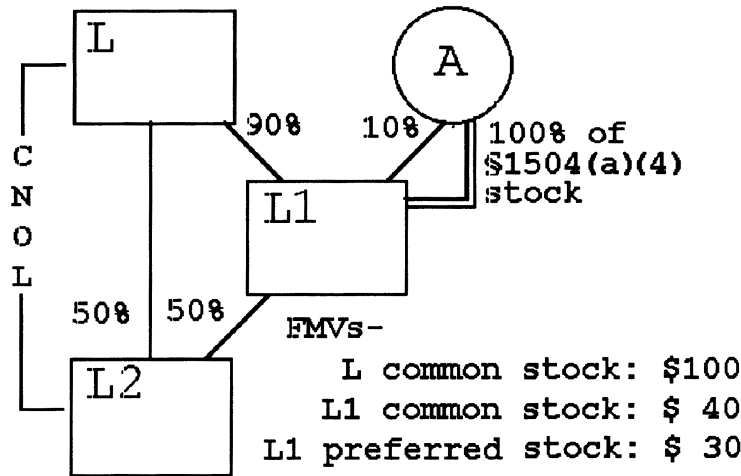 L
A
90%
10%
100% of
§1504(a)(4)
stock
C
N
O
L
L1
50%
50%
FMVs-
L common stock: $100
L2
L1 common stock: $ 40
L1 preferred stock: $ 30